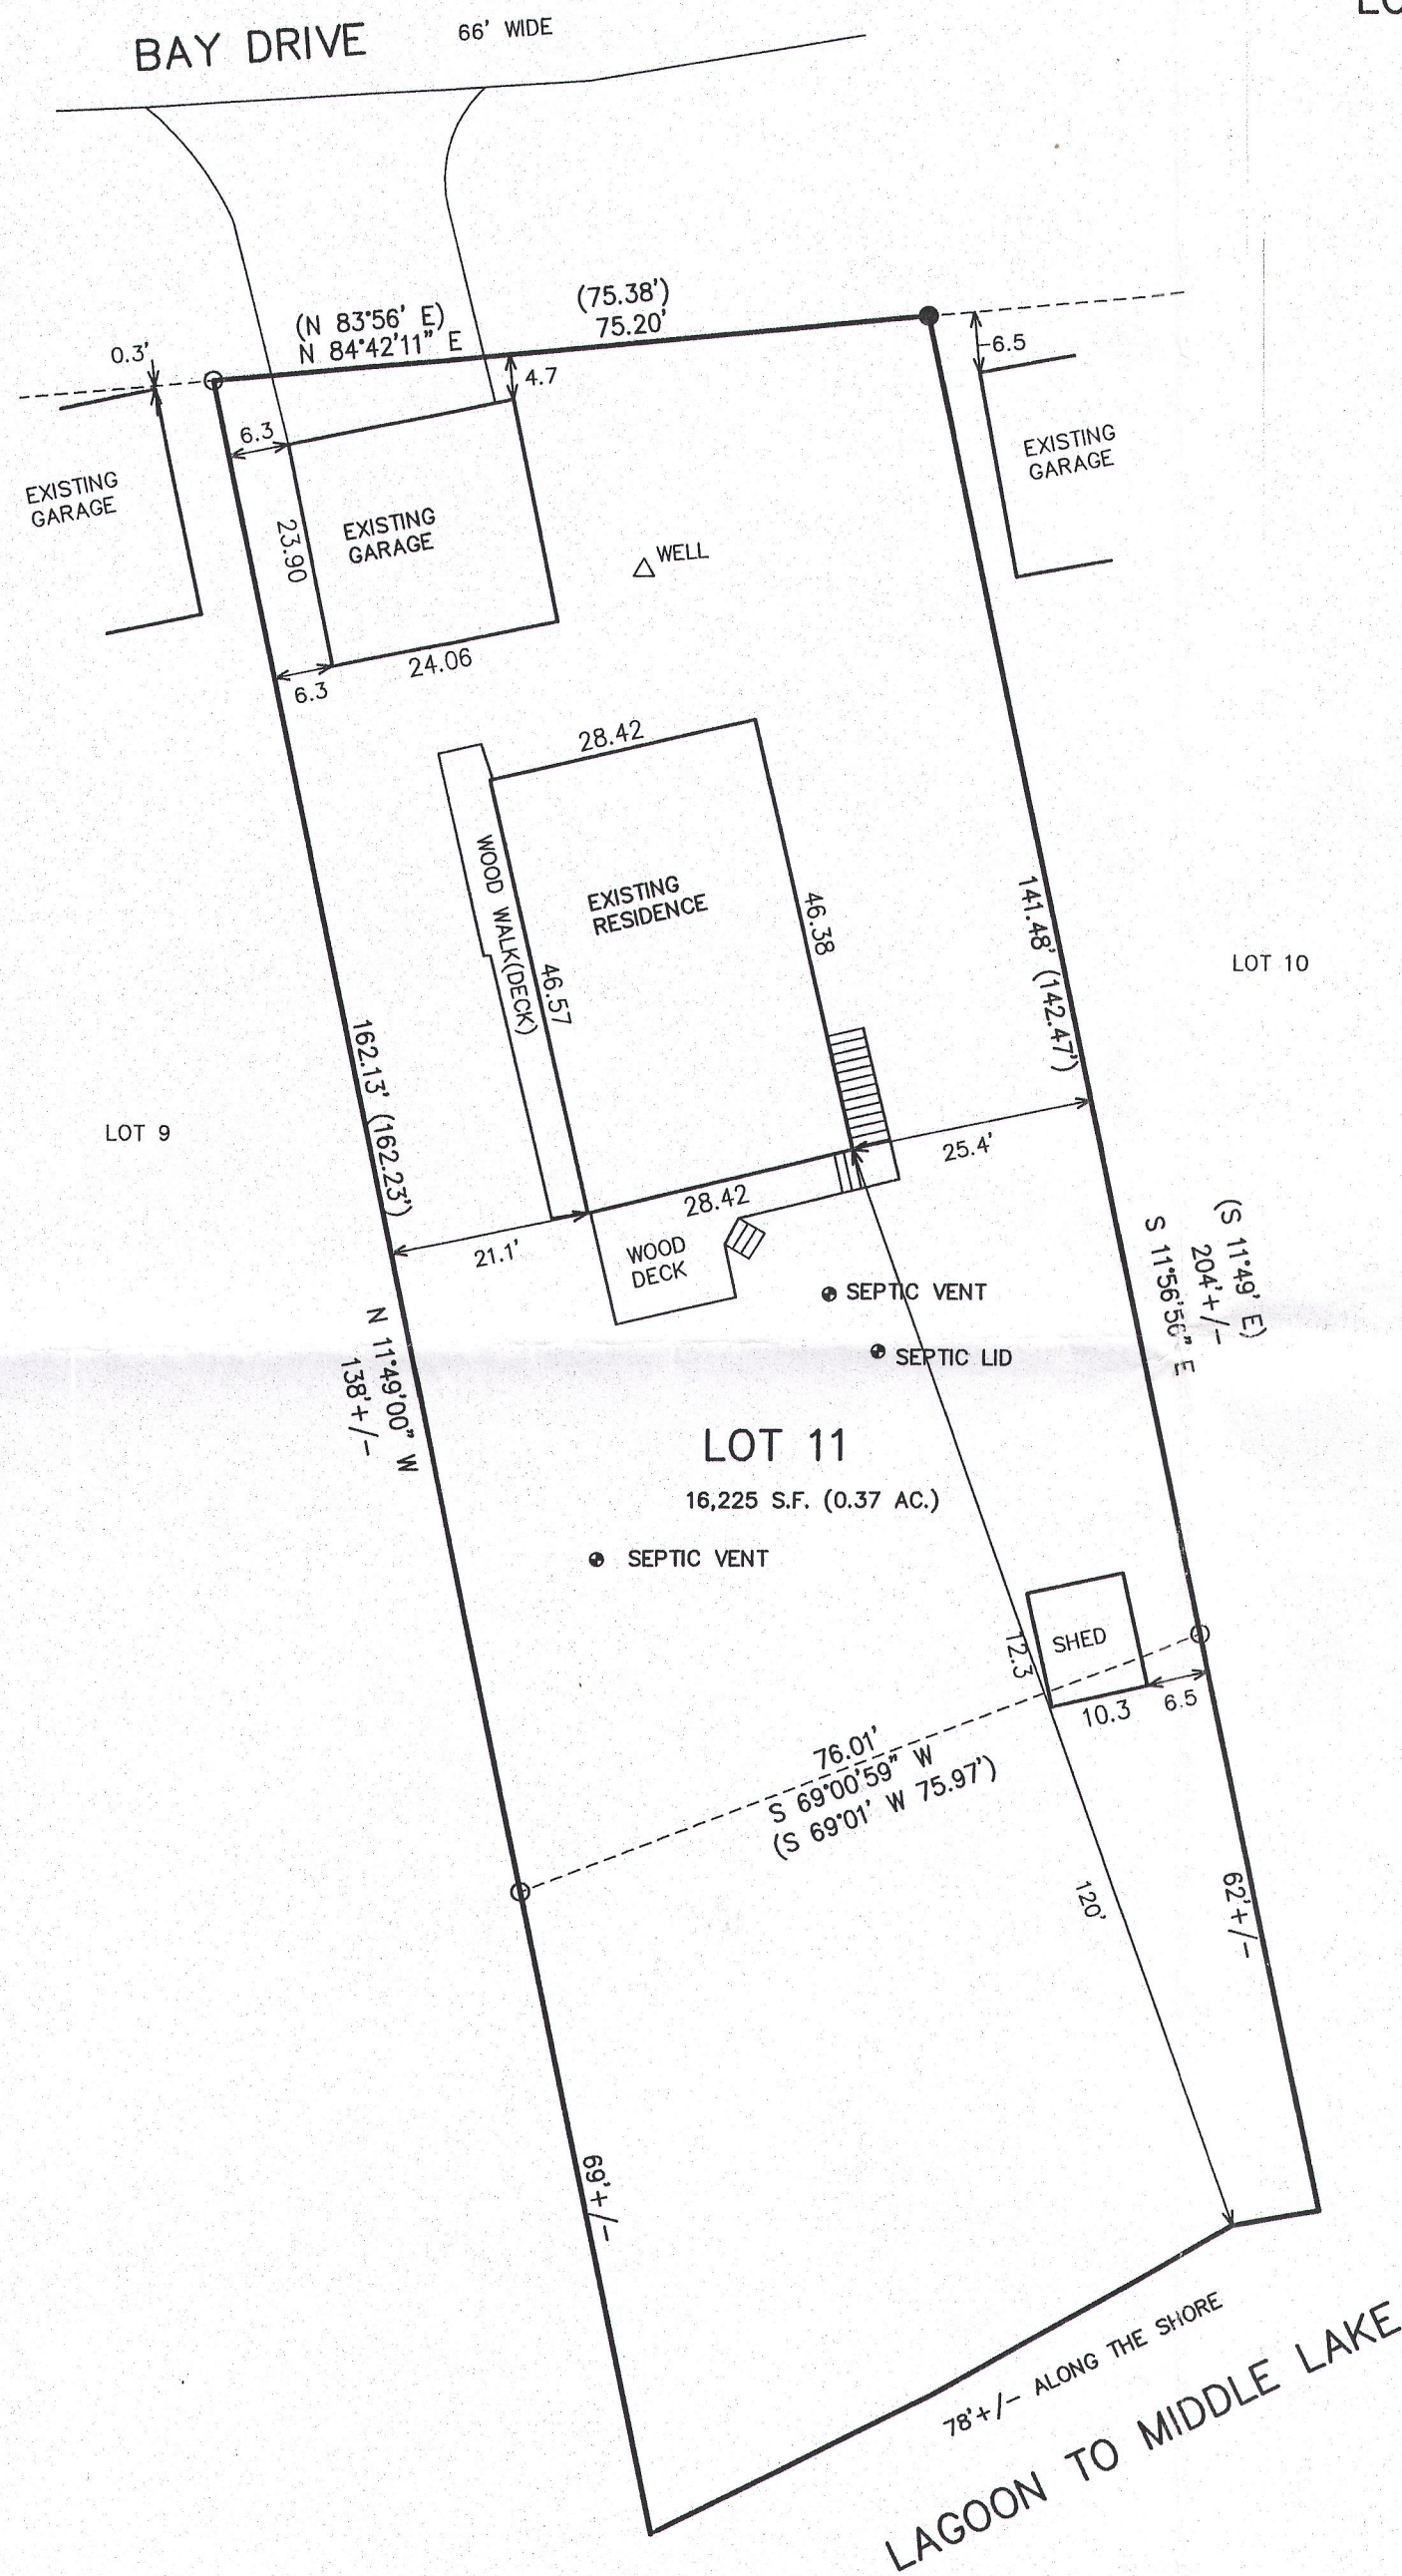 BAY DRIVE 66' WIDE
(N 83°56' E)
N 84°42'11" E
(75.38')
75.20'
0.3'
6.5
4.7
6.3
EXISTING
GARAGE
EXISTING
GARAGE
EXISTING
GARAGE
23.90
WELL
24.06
6.3
28.42
WOOD WALK(DECK)
EXISTING
RESIDENCE
46.38
46.57
141.48' (142.47')
LOT 10
162.13' (162.23')
LOT 9
25.4'
28.42
21.1'
WOOD
DECK
SEPTIC VENT
SEPTIC LID
(S 11°49' E)
204'+/-
S 11°56'56" E
N 11°49'00" W
138'+/-
LOT 11
16,225 S.F. (0.37 AC.)
SEPTIC VENT
SHED
12.3
10.3
6.5
76.01'
S 69°00'59" W
(S 69°01' W 75.97')
120'
62'+/-
69'+/-
78'+/- ALONG THE SHORE
LAGOON TO MIDDLE LAKE